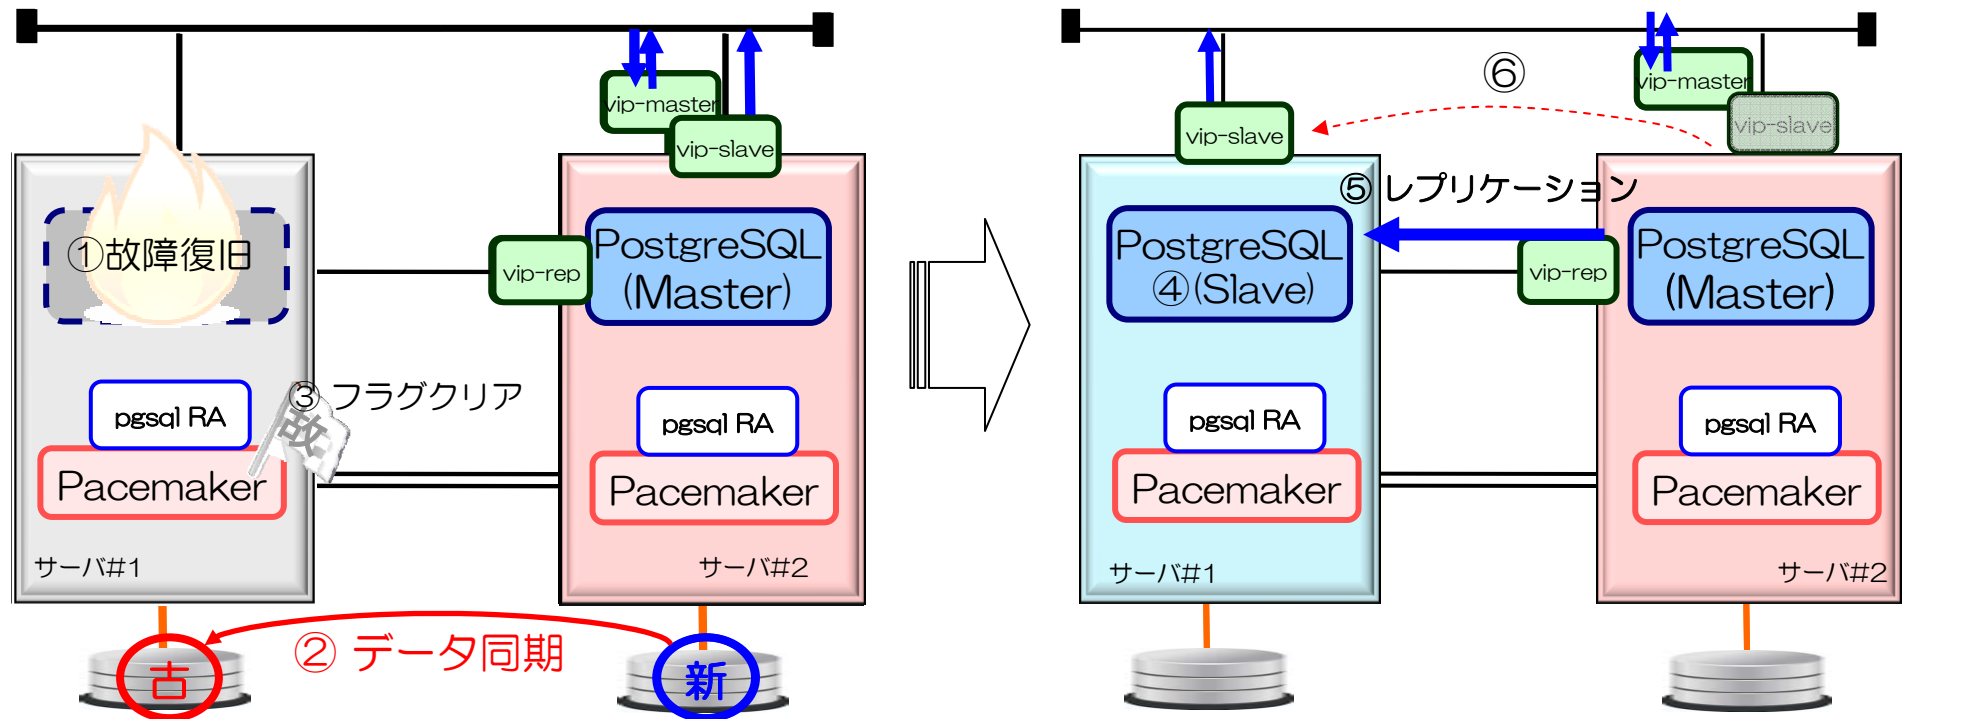 vip-master
vip-slave
①故障復旧
vip-rep
PostgreSQL
(Master)
③ フラグクリア
故
pgsql RA
pgsql RA
Pacemaker
Pacemaker
サーバ#1
サーバ#2
② データ同期
古
新
⑥
vip-master
vip-slave
vip-slave
⑤ レプリケーション
PostgreSQL
④(Slave)
vip-rep
PostgreSQL
(Master)
pgsql RA
pgsql RA
Pacemaker
Pacemaker
サーバ#1
サーバ#2